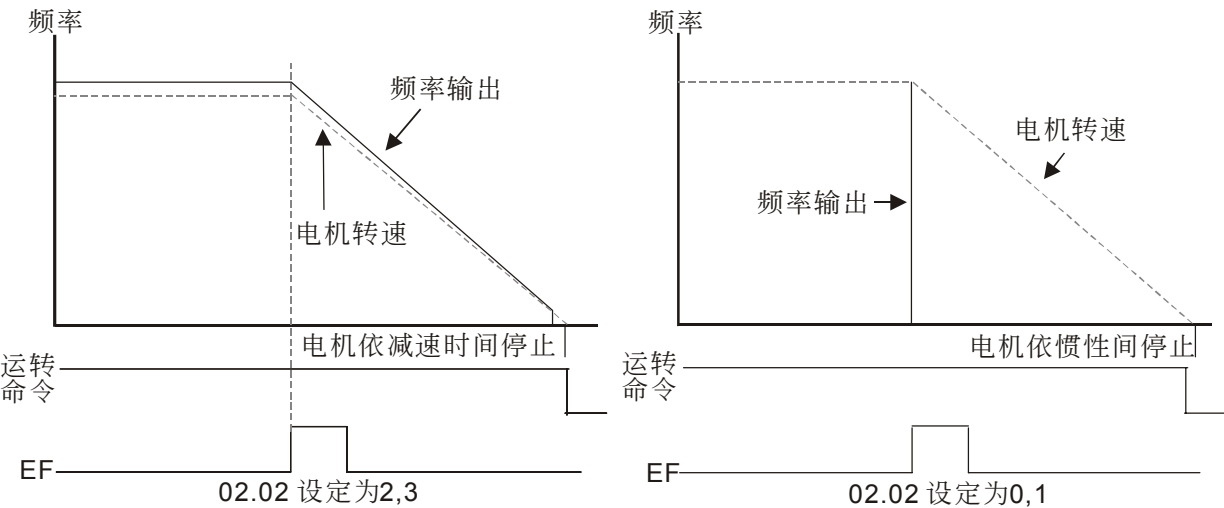 频率
频率输出
电机转速
电机依减速时间停止
运转
命令
EF
02.02 设定为2,3
频率
电机转速
频率输出
电机依惯性间停止
运转
命令
EF
02.02 设定为0,1